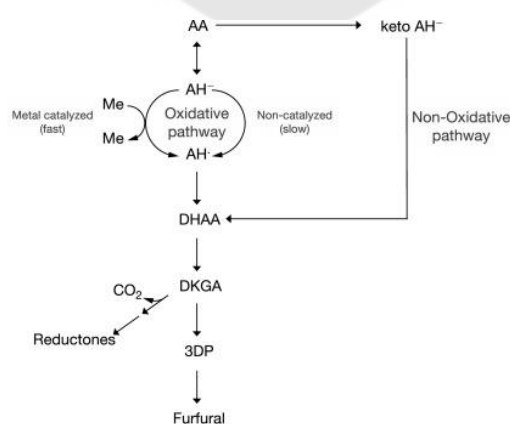 AA
keto AH⁻
AH⁻
Me
Metal catalyzed
(fast)
Oxidative
pathway
Non-catalyzed
(slow)
Non-Oxidative
pathway
Me
AH·
DHAA
DKGA
CO₂
Reductones
3DP
Furfural